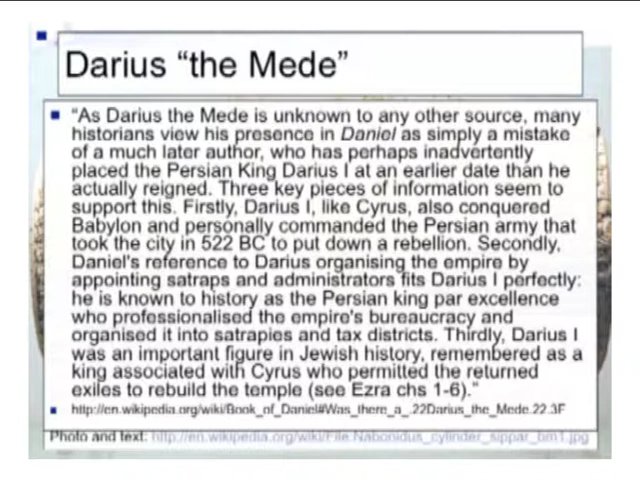 Darius “the Mede”
“As Darius the Mede is unknown to any other source, many
historians view his presence in Daniel as simply a mistake
of a much later author, who has perhaps inadvertently
placed the Persian King Darius I at an earlier date than he
actually reigned. Three key pieces of information seem to
support this. Firstly, Darius I, like Cyrus, also conquered
Babylon and personally commanded the Persian army that
took the city in 522 BC to put down a rebellion. Secondly,
Daniel's reference to Darius organising the empire by
appointing satraps and administrators fits Darius I perfectly:
he is known to history as the Persian king par excellence
who professionalised the empire's bureaucracy and
organised it into satrapies and tax districts. Thirdly, Darius I
was an important figure in Jewish history, remembered as a
king associated with Cyrus who permitted the returned
exiles to rebuild the temple (see Ezra chs 1-6).”
http://en.wikipedia.org/wiki/Book_of_Daniel#Was_there_a_.22Darius_the_Mede.22.3F
Photo and text: http://en.wikipedia.org/wiki/File:Nabonidus_cylinder_sippar_bm1.jpg